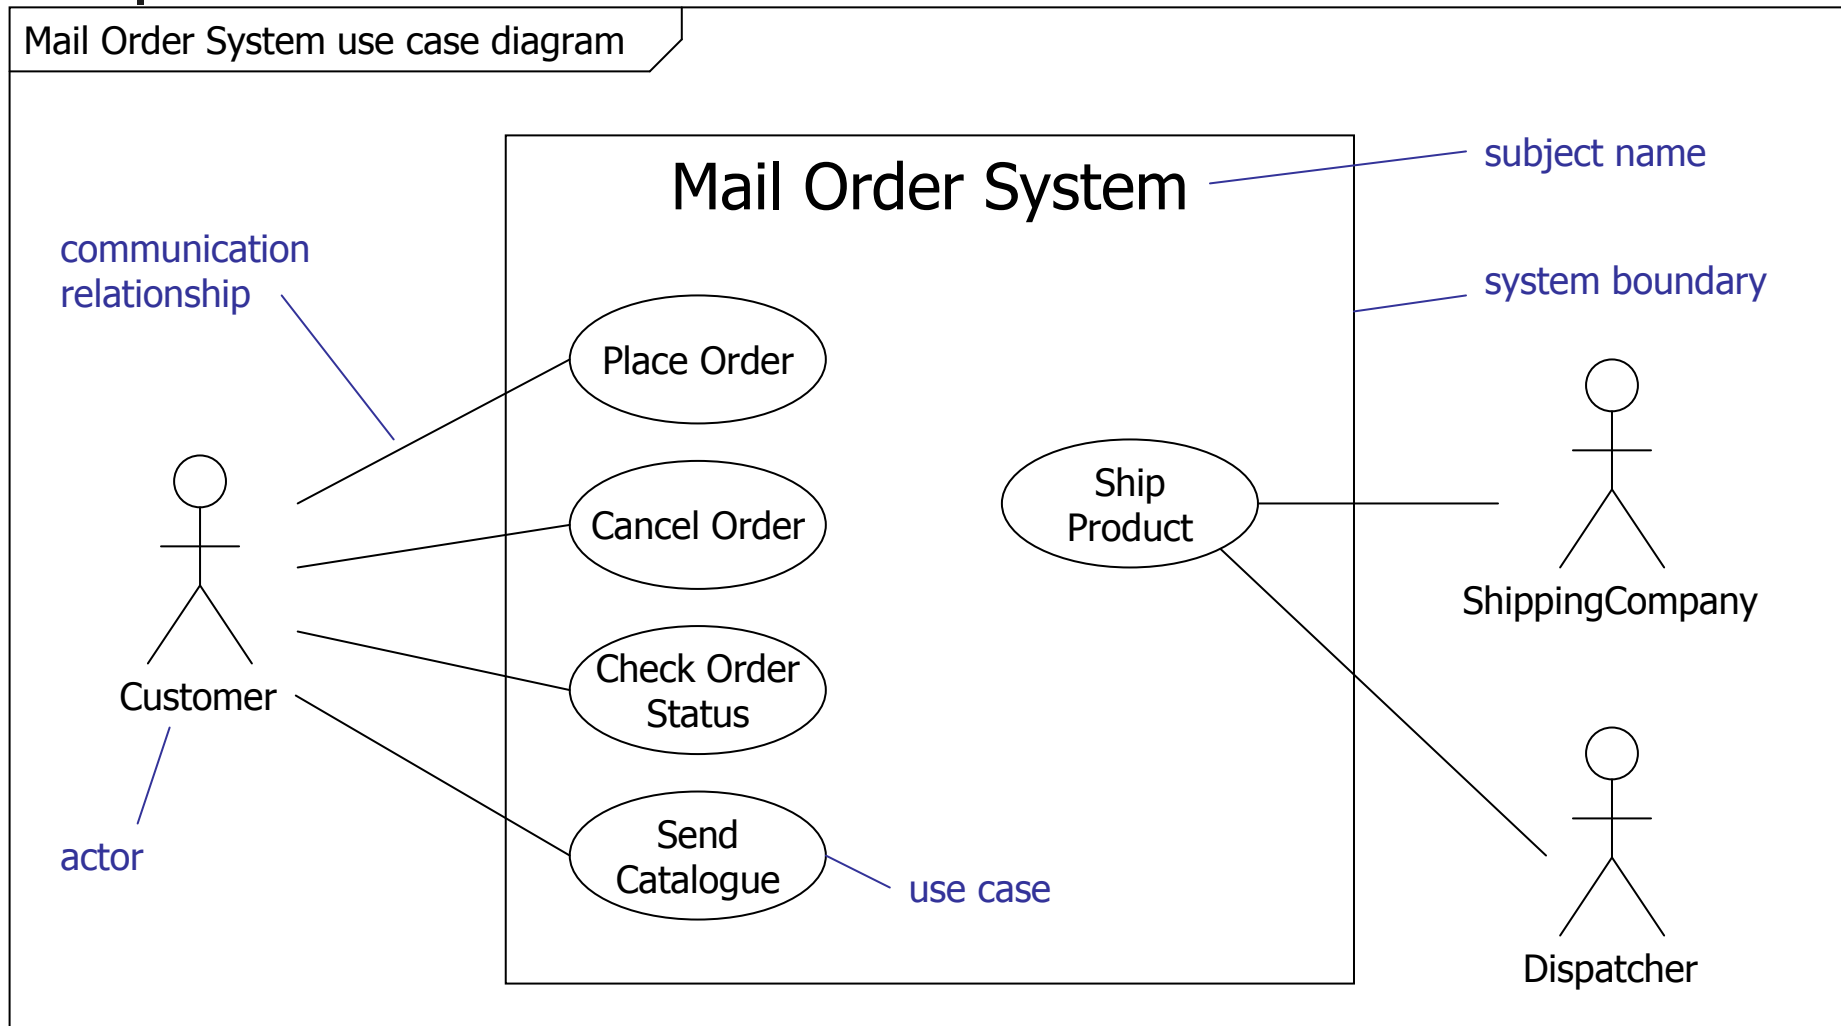 Mail Order System use case diagram
Mail Order System
subject name
communication
relationship
system boundary
Place Order
Cancel Order
Ship
Product
ShippingCompany
Check Order
Status
Customer
Send
Catalogue
actor
use case
Dispatcher